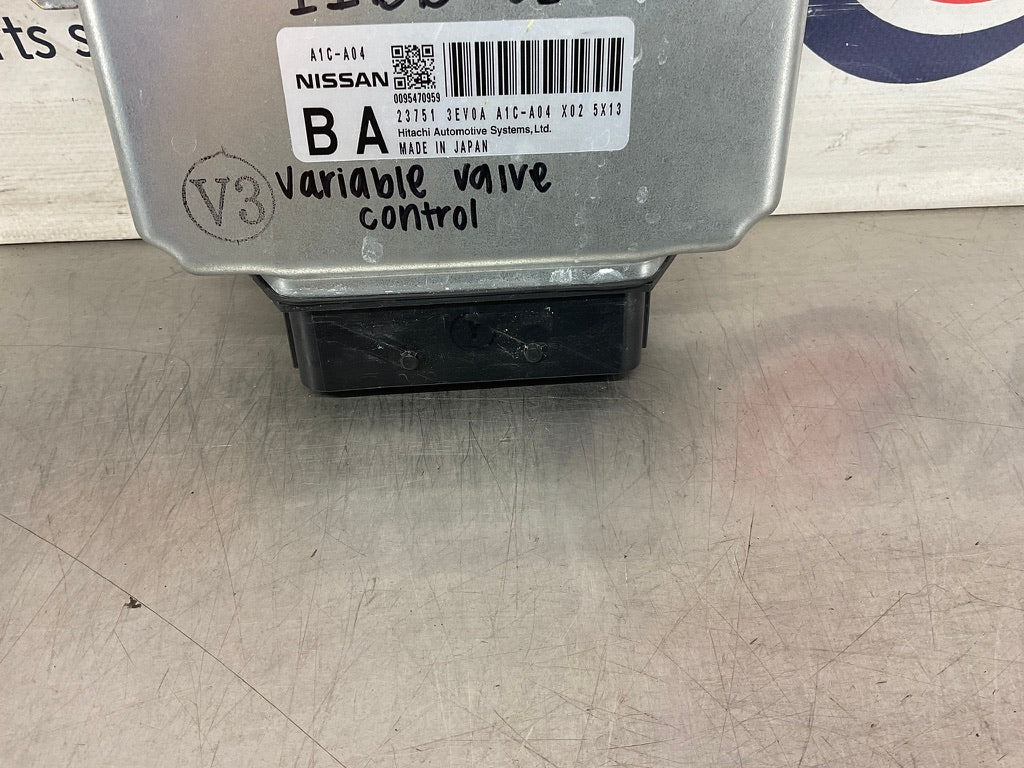 rts s
A1C-A04
NISSAN
0095470959
BA
23751 3EV0A A1C-A04 X02 5X13
Hitachi Automotive Systems,Ltd.
MADE IN JAPAN
V3
variable valve
control